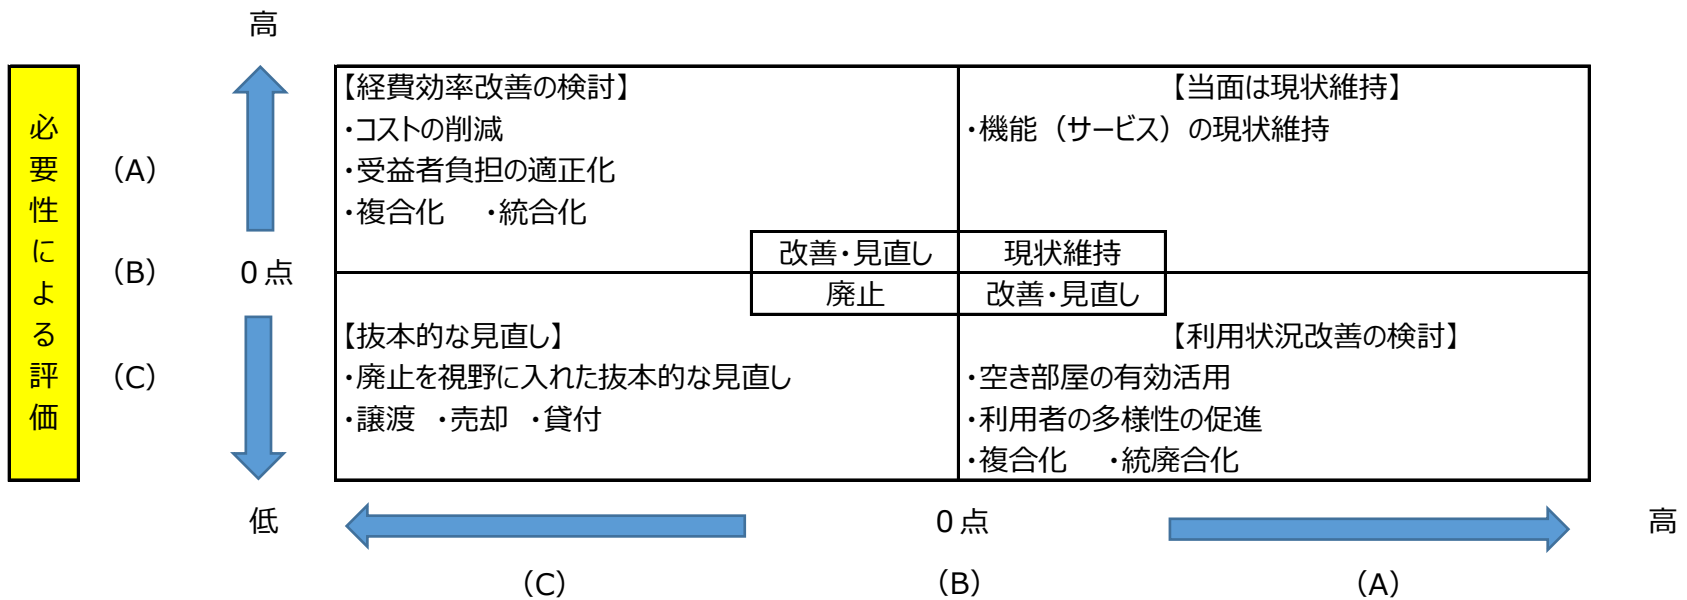 高
必要性による評価
（A）
（B）
（C）
0点
低
【経費効率改善の検討】
・コストの削減
・受益者負担の適正化
・複合化　・統合化
【当面は現状維持】
・機能（サービス）の現状維持
改善・見直し
現状維持
廃止
改善・見直し
【抜本的な見直し】
・廃止を視野に入れた抜本的な見直し
・譲渡　・売却　・貸付
【利用状況改善の検討】
・空き部屋の有効活用
・利用者の多様性の促進
・複合化　・統廃合化
0点
高
（C）
（B）
（A）